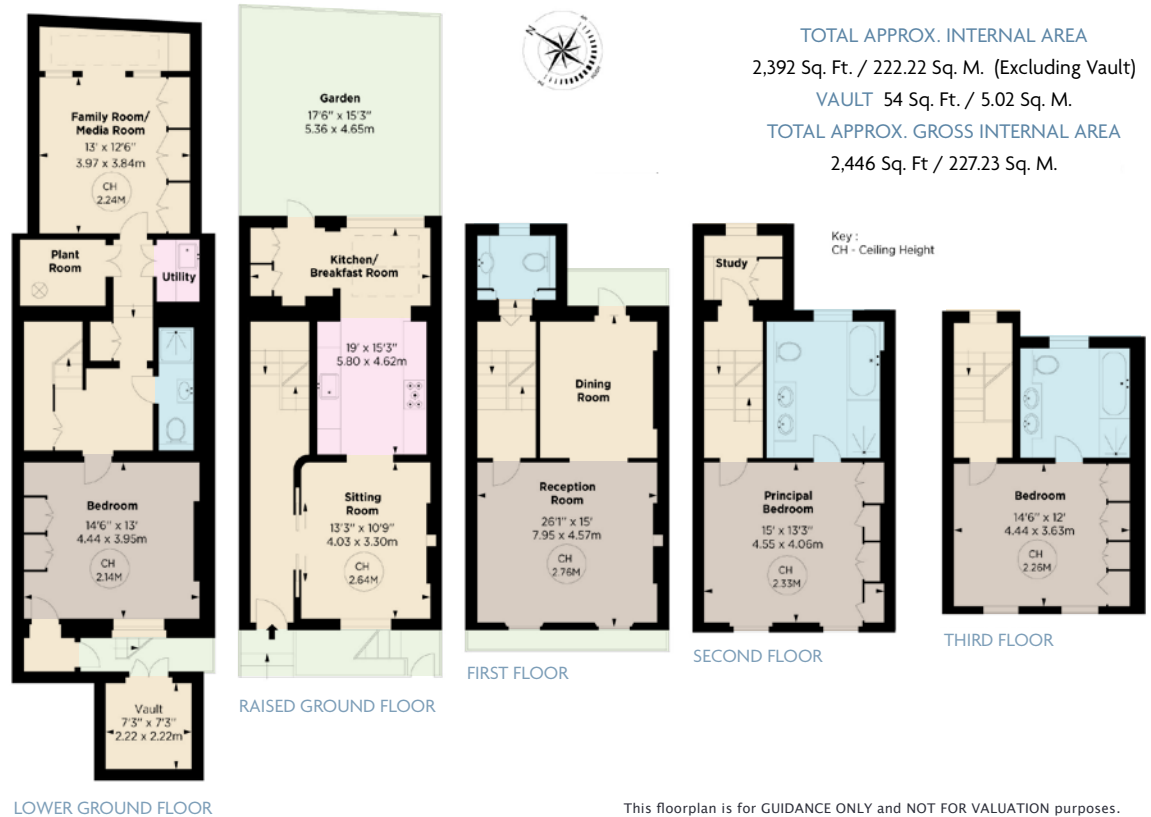 TOTAL APPROX. INTERNAL AREA
2,392 Sq. Ft. / 222.22 Sq. M. (Excluding Vault)
VAULT 54 Sq. Ft. / 5.02 Sq. M.
TOTAL APPROX. GROSS INTERNAL AREA
2,446 Sq. Ft / 227.23 Sq. M.
N
Key :
CH - Ceiling Height
Family Room/
Media Room
13' x 12'6"
3.97 x 3.84m
CH
2.24M
Plant
Room
Utility
Bedroom
14'6" x 13'
4.44 x 3.95m
CH
2.14M
Vault
7'3" x 7'3"
2.22 x 2.22m
LOWER GROUND FLOOR
Garden
17'6" x 15'3"
5.36 x 4.65m
Kitchen/
Breakfast Room
19' x 15'3"
5.80 x 4.62m
Sitting
Room
13'3" x 10'9"
4.03 x 3.30m
CH
2.64M
RAISED GROUND FLOOR
Dining
Room
Reception
Room
26'1" x 15'
7.95 x 4.57m
CH
2.76M
FIRST FLOOR
Study
Principal
Bedroom
15' x 13'3"
4.55 x 4.06m
CH
2.33M
SECOND FLOOR
Bedroom
14'6" x 12'
4.44 x 3.63m
CH
2.26M
THIRD FLOOR
This floorplan is for GUIDANCE ONLY and NOT FOR VALUATION purposes.